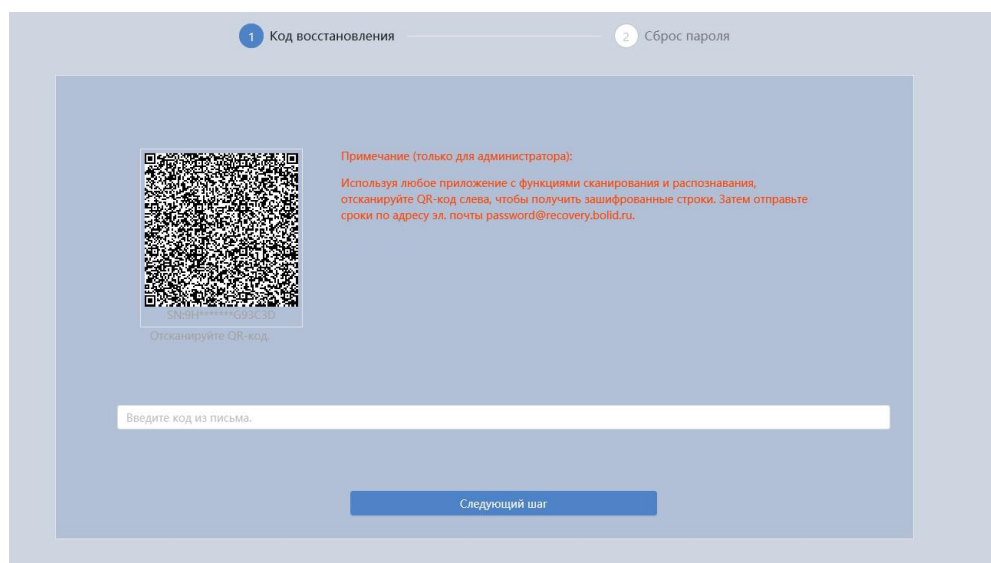 1 Код восстановления
2 Сброс пароля
Примечание (только для администратора):
Используя любое приложение с функциями сканирования и распознавания,
отсканируйте QR-код слева, чтобы получить зашифрованные строки. Затем отправьте
сроки по адресу эл. почты password@recovery.bolid.ru.
SN:9H*******G93C3D
Отсканируйте QR-код.
Введите код из письма.
Следующий шаг